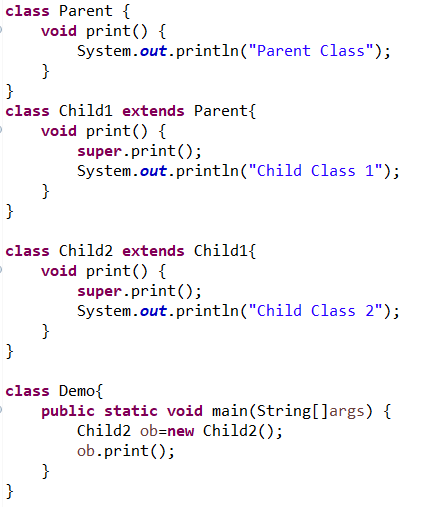 class Parent {
    void print() {
        System.out.println("Parent Class");
    }
}
class Child1 extends Parent{
    void print() {
        super.print();
        System.out.println("Child Class 1");
    }
}

class Child2 extends Child1{
    void print() {
        super.print();
        System.out.println("Child Class 2");
    }
}

class Demo{
    public static void main(String[]args) {
        Child2 ob=new Child2();
        ob.print();
    }
}